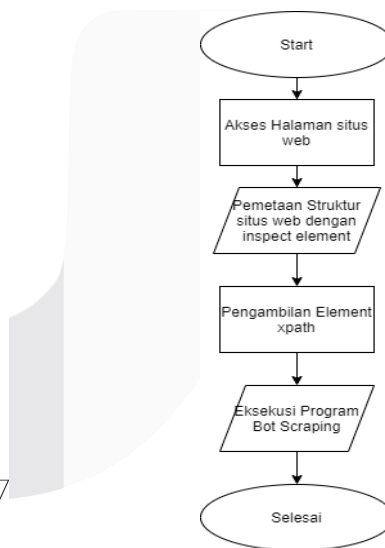 Start
Akses Halaman situs
web
Pemetaan Struktur
situs web dengan
inspect element
Pengambilan Element
xpath
Eksekusi Program
Bot Scraping
Selesai